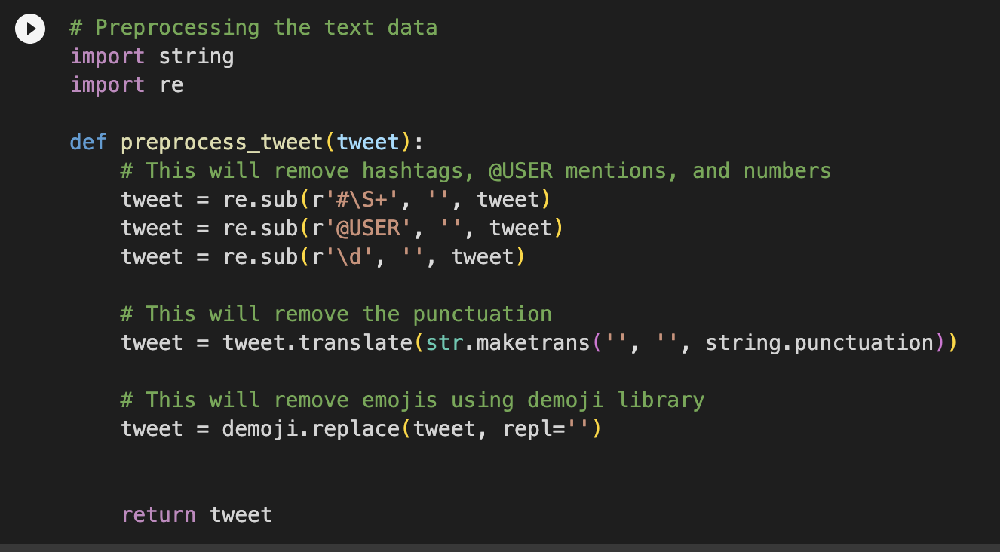 # Preprocessing the text data
import string
import re
def preprocess_tweet(tweet):
    # This will remove hashtags, @USER mentions, and numbers
    tweet = re.sub(r'#\S+', '', tweet)
    tweet = re.sub(r'@USER', '', tweet)
    tweet = re.sub(r'\d', '', tweet)
    # This will remove the punctuation
    tweet = tweet.translate(str.maketrans('', '', string.punctuation))
    # This will remove emojis using demoji library
    tweet = demoji.replace(tweet, repl='')
    return tweet